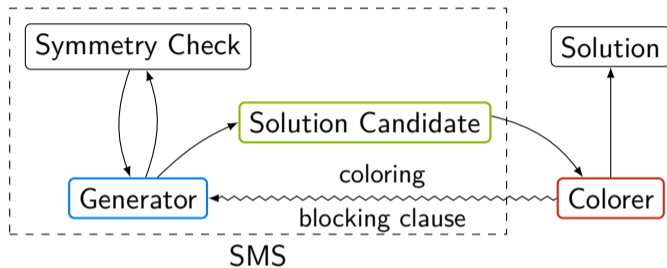 Symmetry Check
Solution
Solution Candidate
coloring
Generator
Colorer
blocking clause
SMS